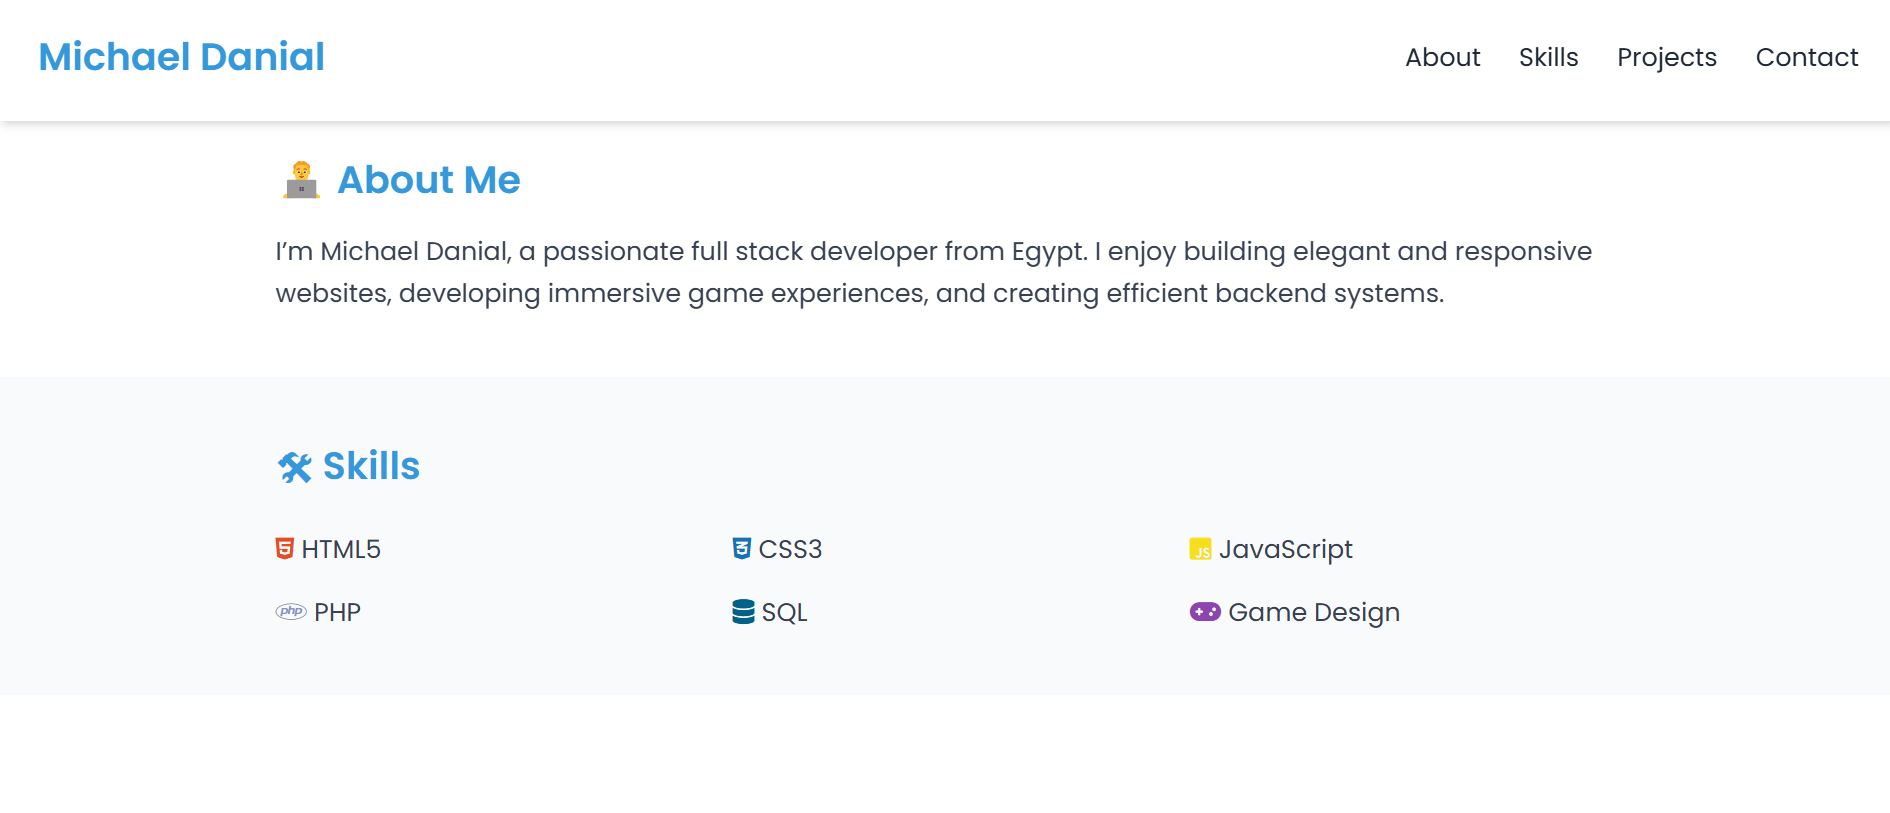 Michael Danial
About Skills Projects Contact
About Me
I’m Michael Danial, a passionate full stack developer from Egypt. I enjoy building elegant and responsive
websites, developing immersive game experiences, and creating efficient backend systems.
Skills
HTML5
CSS3
JS JavaScript
php PHP
SQL
Game Design